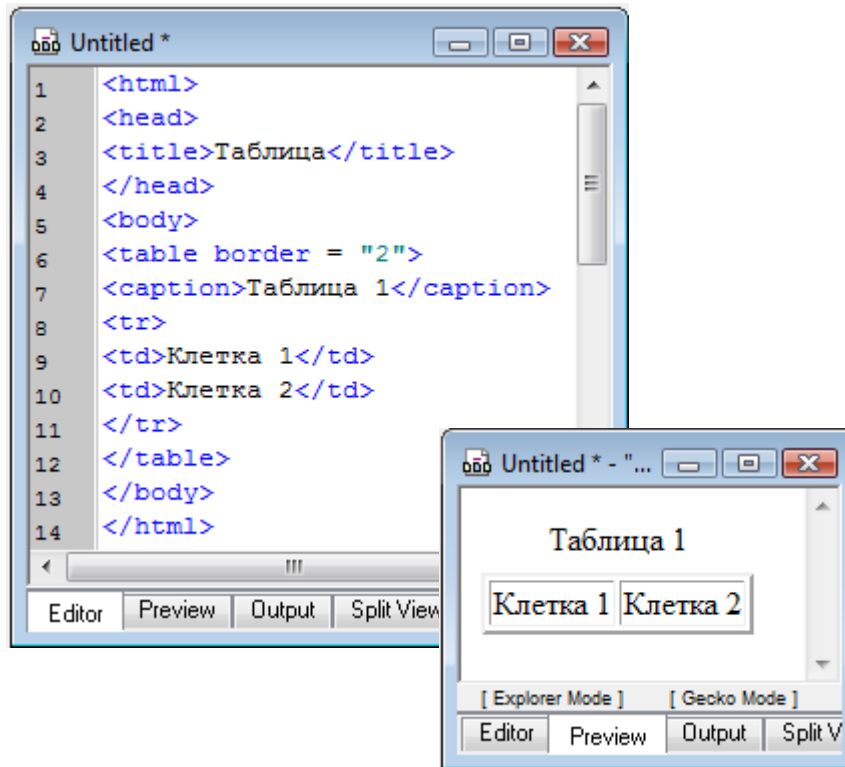 Untitled *
1 <html>
2 <head>
3 <title>Таблица</title>
4 </head>
5 <body>
6 <table border = "2">
7 <caption>Таблица 1</caption>
8 <tr>
9 <td>Клетка 1</td>
10 <td>Клетка 2</td>
11 </tr>
12 </table>
13 </body>
14 </html>
Editor Preview Output Split View
Untitled * - "...
Таблица 1
Клетка 1 Клетка 2
[ Explorer Mode ] [ Gecko Mode ]
Editor Preview Output Split V